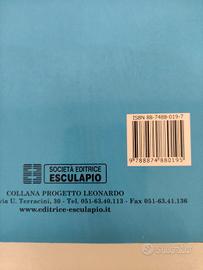 ISBN 88-7488-019-7
9 788874 880195
SOCIETÀ EDITRICE
ESCULAPIO
COLLANA PROGETTO LEONARDO
via U. Terracini, 30 - Tel. 051-63.40.113 - Fax 051-63.41.136
www.editrice-esculapio.it
subito